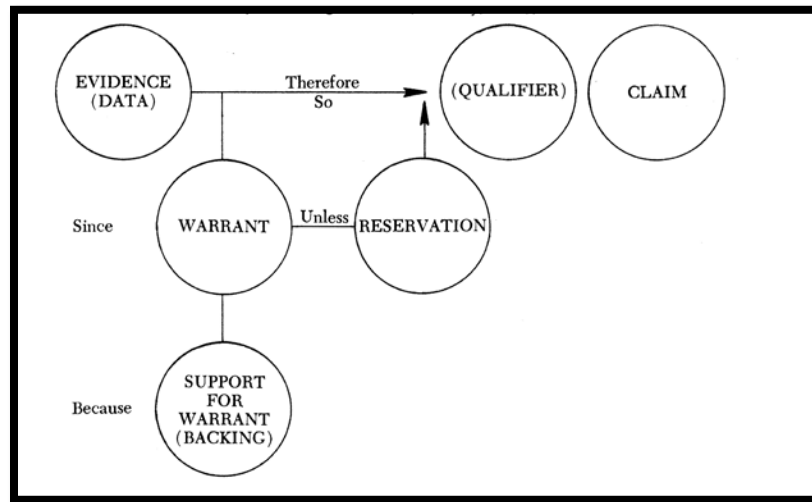 EVIDENCE
(DATA)
Therefore
So
(QUALIFIER)
CLAIM
Since
WARRANT
Unless
RESERVATION
Because
SUPPORT
FOR
WARRANT
(BACKING)